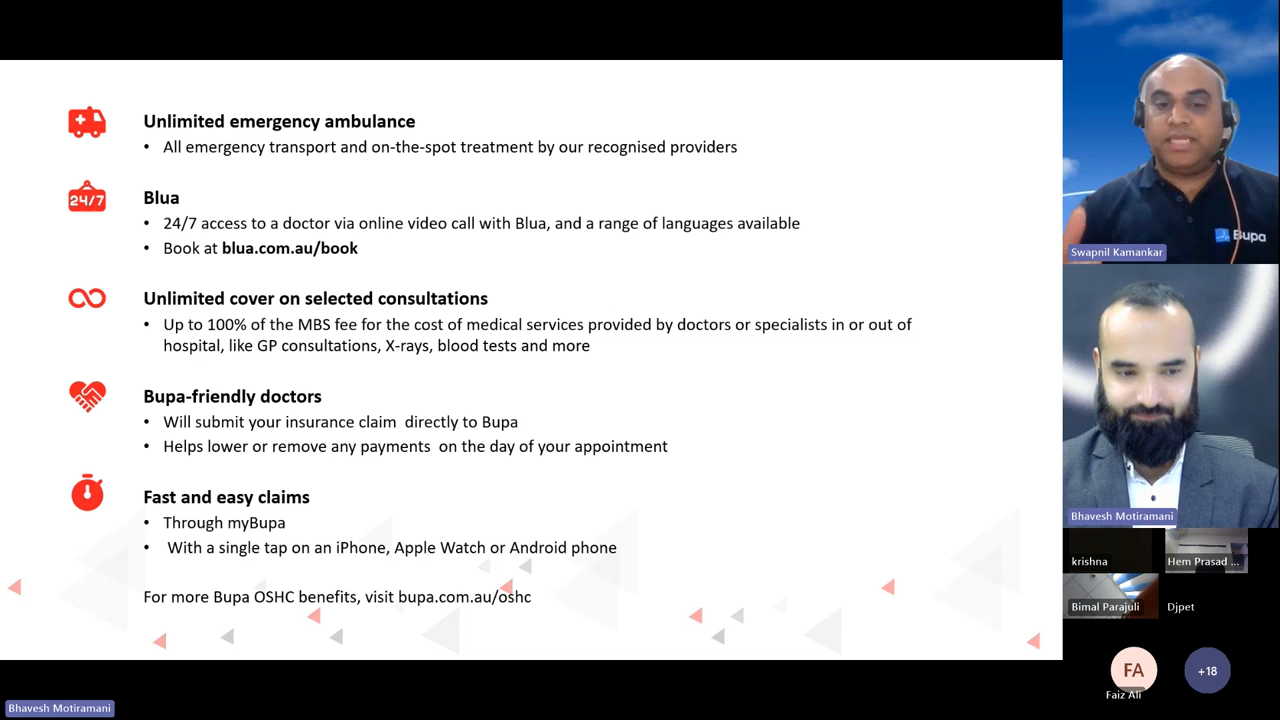 Unlimited emergency ambulance
• All emergency transport and on-the-spot treatment by our recognised providers
24/7
Blua
• 24/7 access to a doctor via online video call with Blua, and a range of languages available
• Book at blua.com.au/book
Unlimited cover on selected consultations
• Up to 100% of the MBS fee for the cost of medical services provided by doctors or specialists in or out of
hospital, like GP consultations, X-rays, blood tests and more
Bupa-friendly doctors
• Will submit your insurance claim directly to Bupa
• Helps lower or remove any payments on the day of your appointment
Fast and easy claims
• Through myBupa
• With a single tap on an iPhone, Apple Watch or Android phone
For more Bupa OSHC benefits, visit bupa.com.au/oshc
Bhavesh Motiramani
Bupa
Swapnil Kamankar
Bhavesh Motiramani
krishna
Hem Prasad ...
Bimal Parajuli
Djpet
FA
Faiz Ali
+18